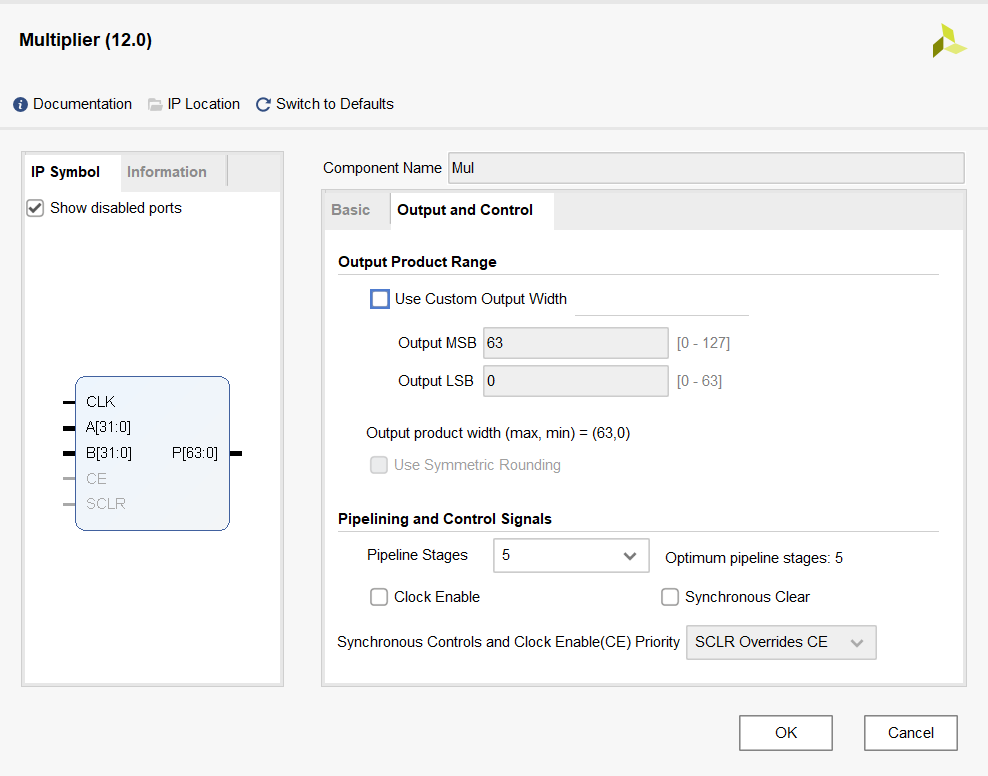 Multiplier (12.0)
Documentation IP Location Switch to Defaults
IP Symbol Information
Show disabled ports
CLK
A[31:0]
B[31:0] P[63:0]
CE
SCLR
Component Name Mul
Basic Output and Control
Output Product Range
Use Custom Output Width
Output MSB 63 [0 - 127]
Output LSB 0 [0 - 63]
Output product width (max, min) = (63,0)
Use Symmetric Rounding
Pipelining and Control Signals
Pipeline Stages 5 Optimum pipeline stages: 5
Clock Enable Synchronous Clear
Synchronous Controls and Clock Enable(CE) Priority SCLR Overrides CE
OK Cancel